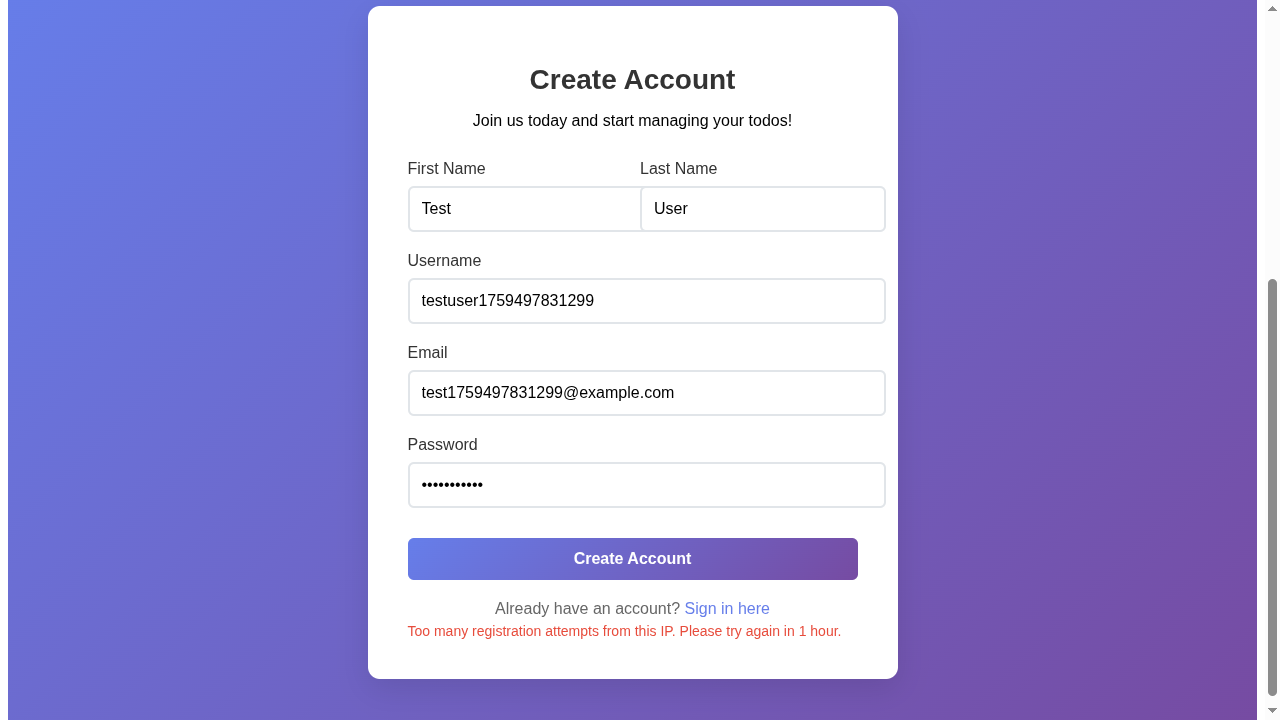 Create Account
Join us today and start managing your todos!
First Name Last Name
Test User
Username
testuser1759497831299
Email
test1759497831299@example.com
Password
•••••••••••
Create Account
Already have an account? Sign in here
Too many registration attempts from this IP. Please try again in 1 hour.